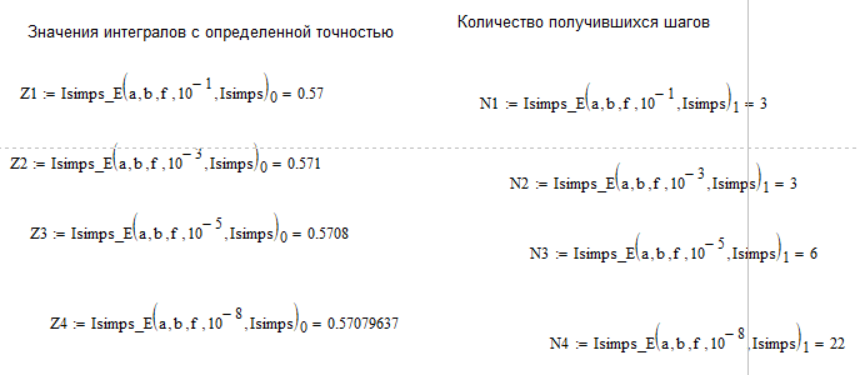 Значения интегралов с определенной точностью
Количество получившихся шагов
Z1 := Isimps_E(a,b,f,10^-1,Isimps)_0 = 0.57
N1 := Isimps_E(a,b,f,10^-1,Isimps)_1 = 3
Z2 := Isimps_E(a,b,f,10^-3,Isimps)_0 = 0.571
N2 := Isimps_E(a,b,f,10^-3,Isimps)_1 = 3
Z3 := Isimps_E(a,b,f,10^-5,Isimps)_0 = 0.5708
N3 := Isimps_E(a,b,f,10^-5,Isimps)_1 = 6
Z4 := Isimps_E(a,b,f,10^-8,Isimps)_0 = 0.57079637
N4 := Isimps_E(a,b,f,10^-8,Isimps)_1 = 22